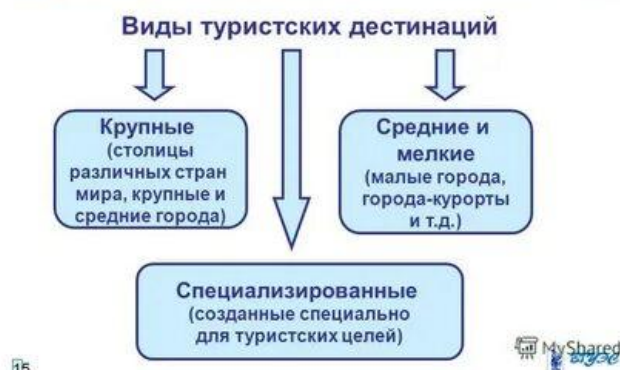 Виды туристских дестинаций
Крупные
(столицы
различных стран
мира, крупные и
средние города)
Средние и
мелкие
(малые города,
города-курорты
и т.д.)
Специализированные
(созданные специально
для туристских целей)
MyShared
15